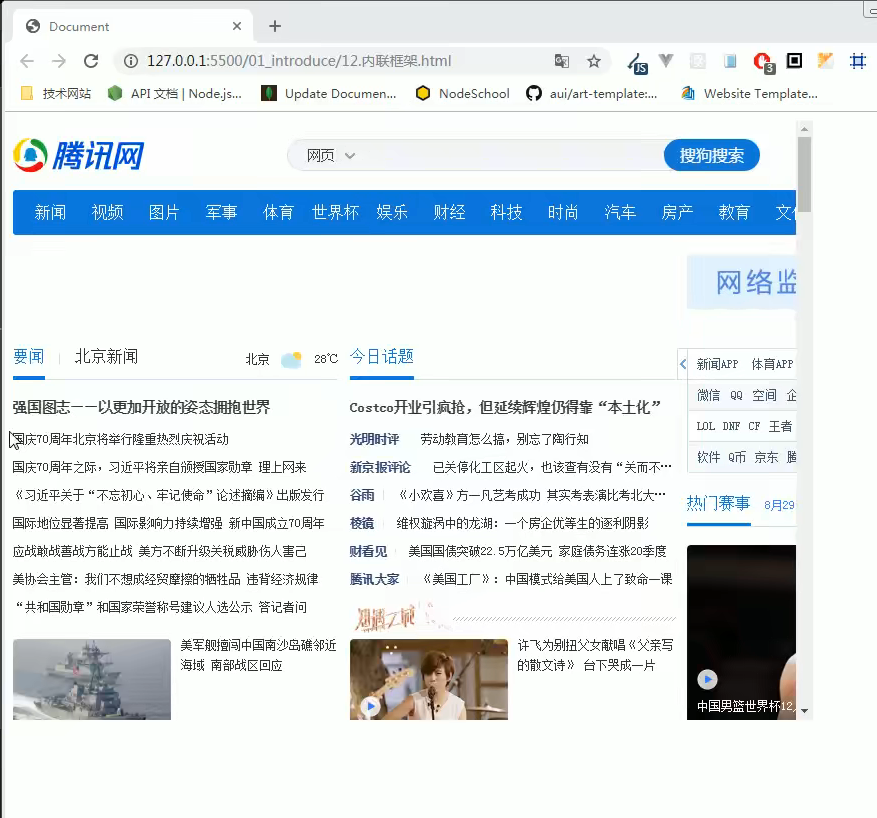 Document
127.0.0.1:5500/01_introduce/12.内联框架.html
JS
3
技术网站 API 文档 | Node.js... Update Documen... NodeSchool aui/art-template:... Website Template...
腾讯网 网页 搜狗搜索
新闻 视频 图片 军事 体育 世界杯 娱乐 财经 科技 时尚 汽车 房产 教育
网络监
要闻 北京新闻 北京 28℃ 今日话题
新闻APP 体育APP
强国图志——以更加开放的姿态拥抱世界
Costco开业引疯抢，但延续辉煌仍得靠“本土化”
微信 QQ 空间 企
国庆70周年北京将举行隆重热烈庆祝活动
光明时评 劳动教育怎么搞，别忘了陶行知
LOL DNF CF 王者
国庆70周年之际，习近平将亲自颁授国家勋章 理上网来
新京报评论 已关停化工区起火，也该查有没有“关而不…
软件 Q币 京东 腾
《习近平关于“不忘初心、牢记使命”论述摘编》出版发行
谷雨 《小欢喜》方一凡艺考成功 其实考表演比考北大…
热门赛事 8月29
国际地位显著提高 国际影响力持续增强 新中国成立70周年
棱镜 维权漩涡中的龙湖：一个房企优等生的逐利阴影
应战敢战善战方能止战 美方不断升级关税威胁伤人害己
财看见 美国国债突破22.5万亿美元 家庭债务连涨20季度
美协会主管：我们不想成经贸摩擦的牺牲品 违背经济规律
腾讯大家 《美国工厂》：中国模式给美国人上了致命一课
“共和国勋章”和国家荣誉称号建议人选公示 答记者问
美军舰擅闯中国南沙岛礁邻近
海域 南部战区回应
许飞为别扭父女献唱《父亲写
的散文诗》 台下哭成一片
中国男篮世界杯12